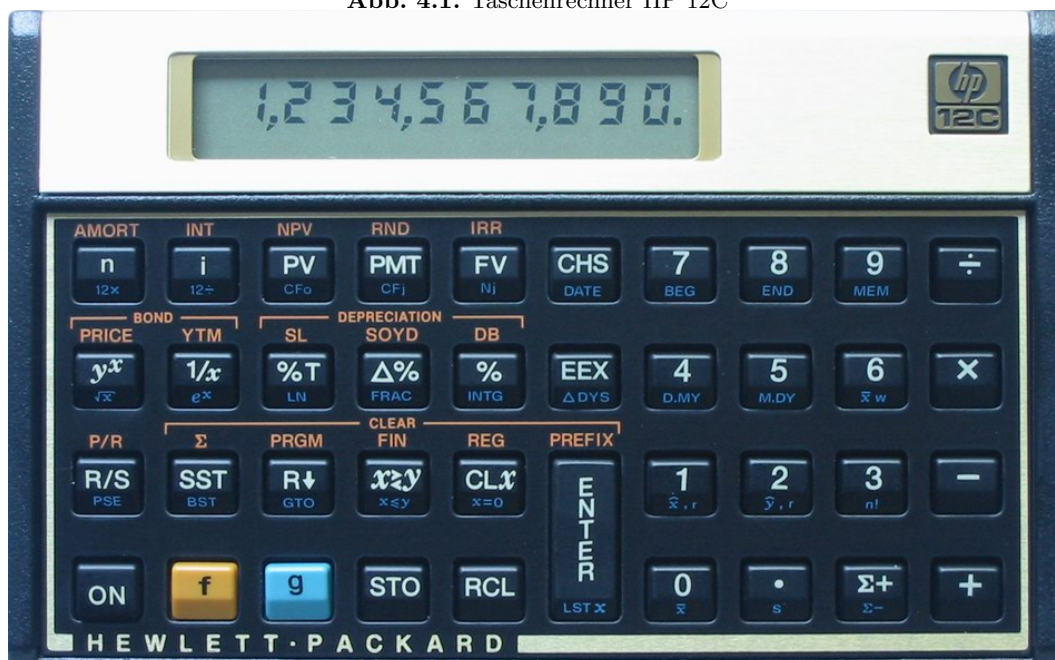 Abb. 4.1. Taschenrechner HP 12C
1,234,567,890.
hp
12C
AMORT INT NPV RND IRR
n i PV PMT FV CHS 7 8 9 ÷
12× 12÷ CFo CFj Nj DATE BEG END MEM
BOND DEPRECIATION
PRICE YTM SL SOYD DB
yˣ 1/x %T Δ% % EEX 4 5 6 ×
√x eˣ LN FRAC INTG ΔDYS D.MY M.DY x̅ w
CLEAR
P/R Σ PRGM FIN REG PREFIX
R/S SST R↓ x≷y CLx ENTER 1 2 3 −
PSE BST GTO x≤y x=0 x̂,r ŷ,r n!
ON f g STO RCL 0 · Σ+ +
LST x x̅ s Σ−
HEWLETT·PACKARD